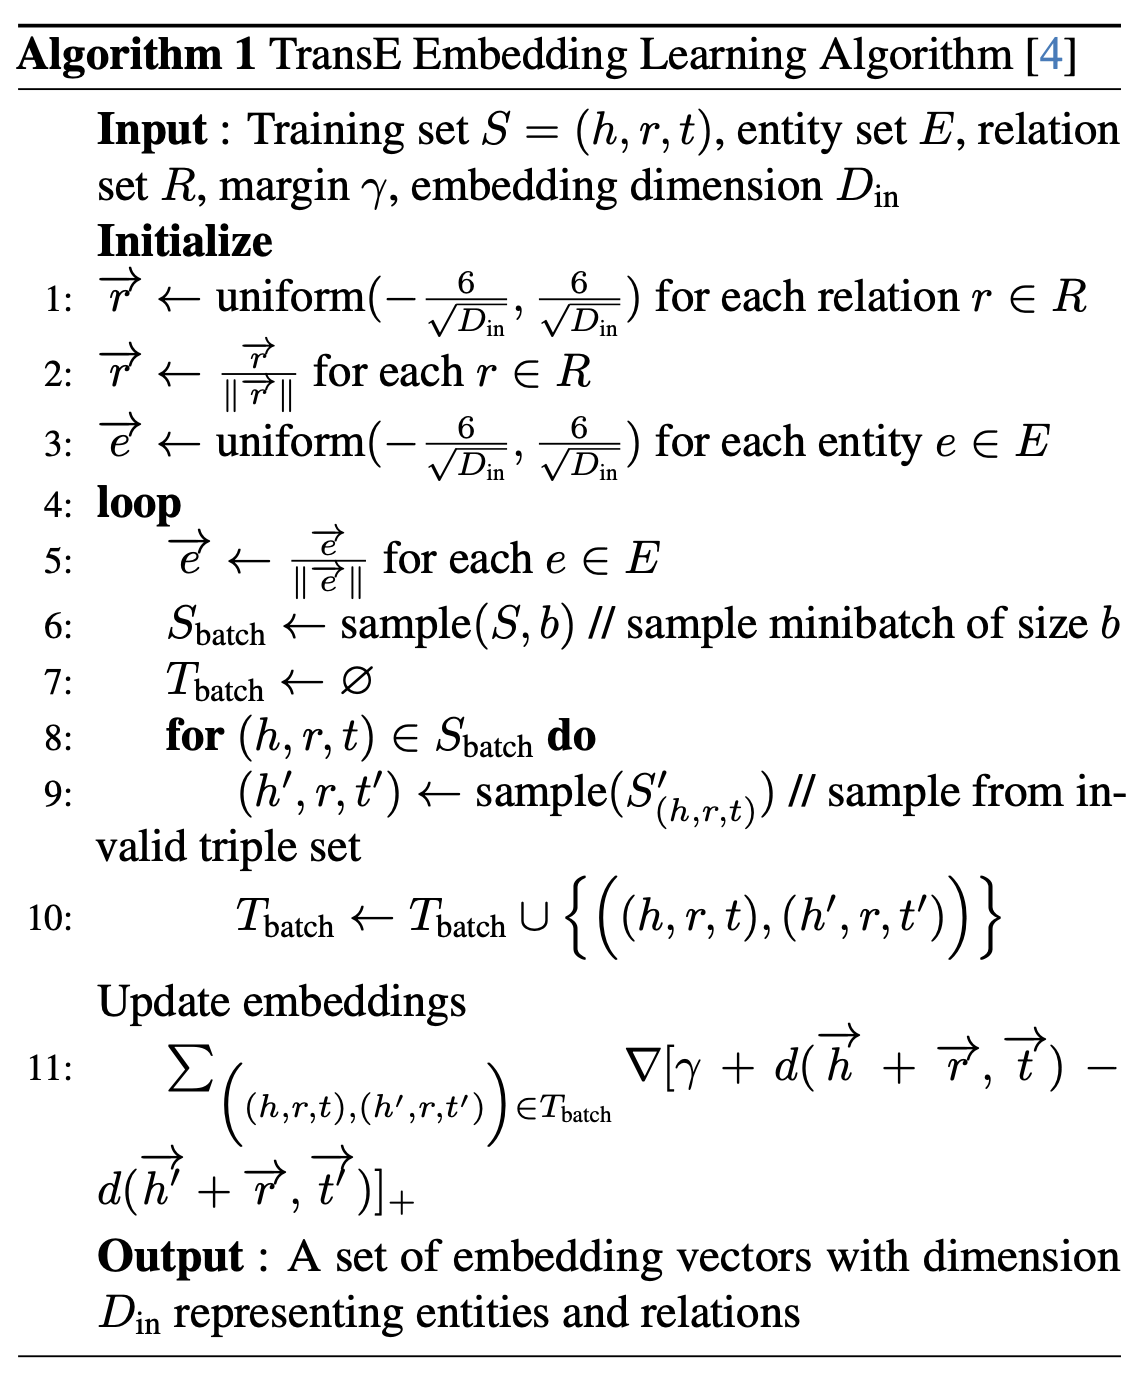 Algorithm 1 TransE Embedding Learning Algorithm [4]
Input : Training set $S = (h, r, t)$, entity set $E$, relation
set $R$, margin $\gamma$, embedding dimension $D_{\text{in}}$
Initialize
1: $\overrightarrow{r} \leftarrow \text{uniform}(-\frac{6}{\sqrt{D_{\text{in}}}}, \frac{6}{\sqrt{D_{\text{in}}}})$ for each relation $r \in R$
2: $\overrightarrow{r} \leftarrow \frac{\overrightarrow{r}}{\|\overrightarrow{r}\|}$ for each $r \in R$
3: $\overrightarrow{e} \leftarrow \text{uniform}(-\frac{6}{\sqrt{D_{\text{in}}}}, \frac{6}{\sqrt{D_{\text{in}}}})$ for each entity $e \in E$
4: loop
5: $\overrightarrow{e} \leftarrow \frac{\overrightarrow{e}}{\|\overrightarrow{e}\|}$ for each $e \in E$
6: $S_{\text{batch}} \leftarrow \text{sample}(S, b)$ // sample minibatch of size $b$
7: $T_{\text{batch}} \leftarrow \varnothing$
8: for $(h, r, t) \in S_{\text{batch}}$ do
9: $(h', r, t') \leftarrow \text{sample}(S'_{(h,r,t)})$ // sample from in-
valid triple set
10: $T_{\text{batch}} \leftarrow T_{\text{batch}} \cup \left\{\left((h, r, t), (h', r, t')\right)\right\}$
Update embeddings
11: $\sum_{\left((h,r,t),(h',r,t')\right) \in T_{\text{batch}}} \nabla[\gamma + d(\overrightarrow{h} + \overrightarrow{r}, \overrightarrow{t}) -$
$d(\overrightarrow{h'} + \overrightarrow{r}, \overrightarrow{t'})]_+$
Output : A set of embedding vectors with dimension
$D_{\text{in}}$ representing entities and relations